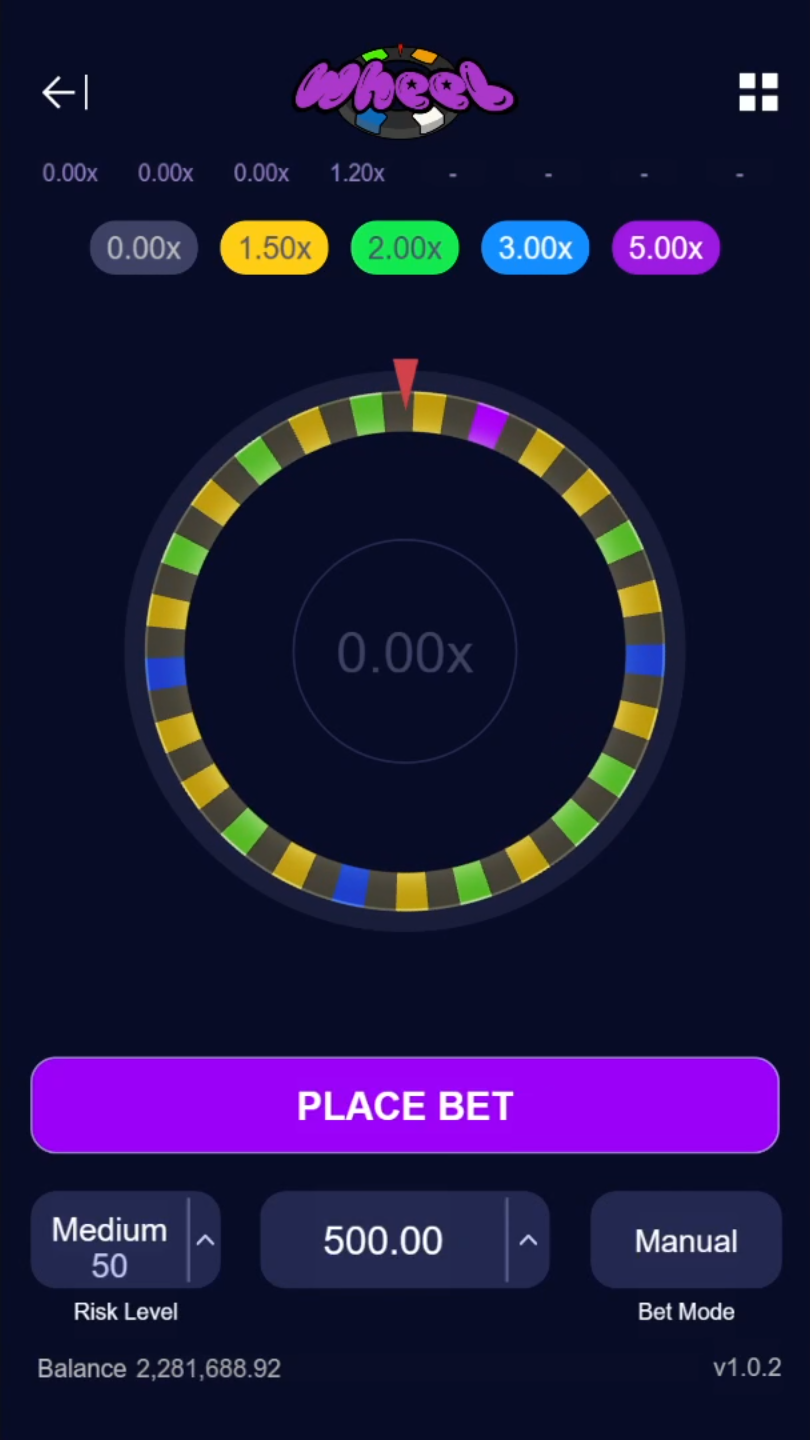 Wheel
0.00x 0.00x 0.00x 1.20x - - - -
0.00x 1.50x 2.00x 3.00x 5.00x
0.00x
PLACE BET
Medium
50
500.00
Manual
Risk Level
Bet Mode
Balance 2,281,688.92
v1.0.2